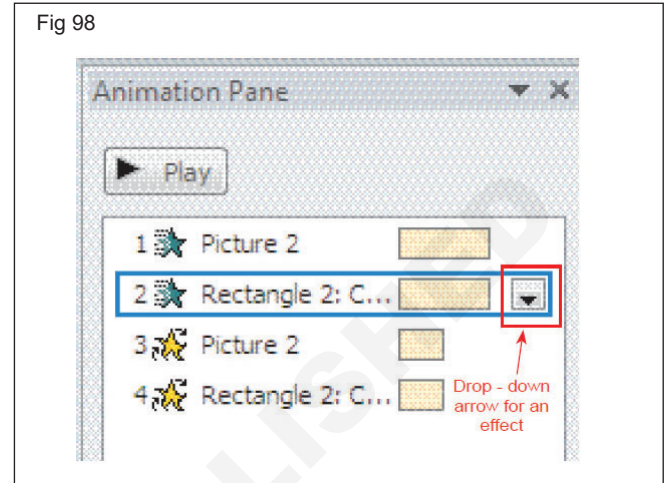 Fig 98
Animation Pane
Play
1 Picture 2
2 Rectangle 2: C...
3 Picture 2
4 Rectangle 2: C...
Drop - down
arrow for an
effect
LISHED